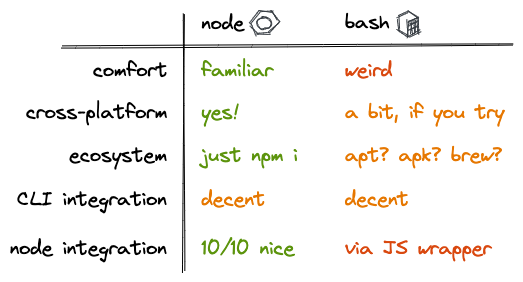 node bash
comfort familiar weird
cross-platform yes! a bit, if you try
ecosystem just npm i apt? apk? brew?
CLI integration decent decent
node integration 10/10 nice via JS wrapper